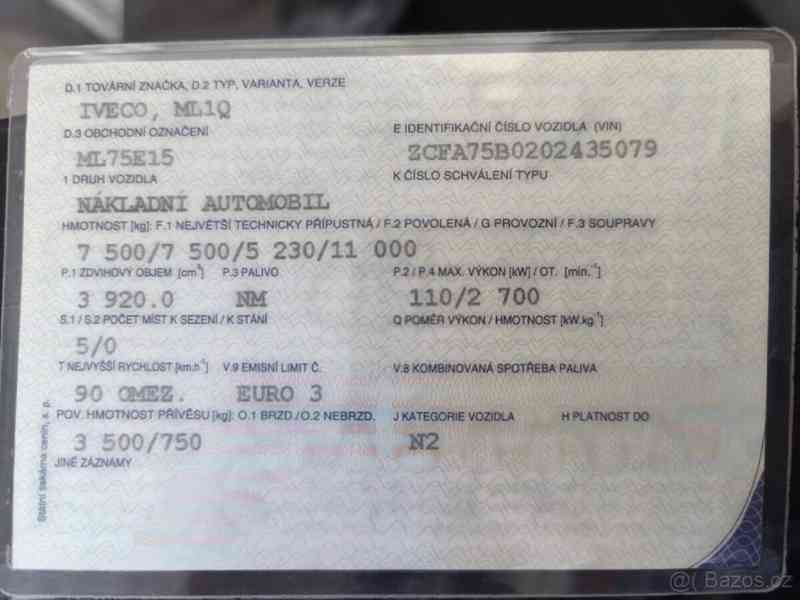 D.1 TOVÁRNÍ ZNAČKA, D.2 TYP, VARIANTA, VERZE
IVECO, ML1Q
D.3 OBCHODNÍ OZNAČENÍ E IDENTIFIKAČNÍ ČÍSLO VOZIDLA (VIN)
ML75E15 ZCFA75B0202435079
1 DRUH VOZIDLA K ČÍSLO SCHVÁLENÍ TYPU
NÁKLADNÍ AUTOMOBIL
HMOTNOST [kg]: F.1 NEJVĚTŠÍ TECHNICKY PŘÍPUSTNÁ / F.2 POVOLENÁ / G PROVOZNÍ / F.3 SOUPRAVY
7 500/7 500/5 230/11 000
P.1 ZDVIHOVÝ OBJEM [cm³] P.3 PALIVO P.2 / P.4 MAX. VÝKON [kW] / OT. [min.⁻¹]
3 920.0 NM 110/2 700
S.1 / S.2 POČET MÍST K SEZENÍ / K STÁNÍ Q POMĚR VÝKON / HMOTNOST [kW.kg⁻¹]
5/0
T NEJVYŠŠÍ RYCHLOST [km.h⁻¹] V.9 EMISNÍ LIMIT Č. V.8 KOMBINOVANÁ SPOTŘEBA PALIVA
90 OMEZ. EURO 3
POV. HMOTNOST PŘÍVĚSU [kg]: O.1 BRZD / O.2 NEBRZD. J KATEGORIE VOZIDLA H PLATNOST DO
3 500/750 N2
JINÉ ZÁZNAMY
Státní tiskárna cenin, s. p.
@( Bazos.cz